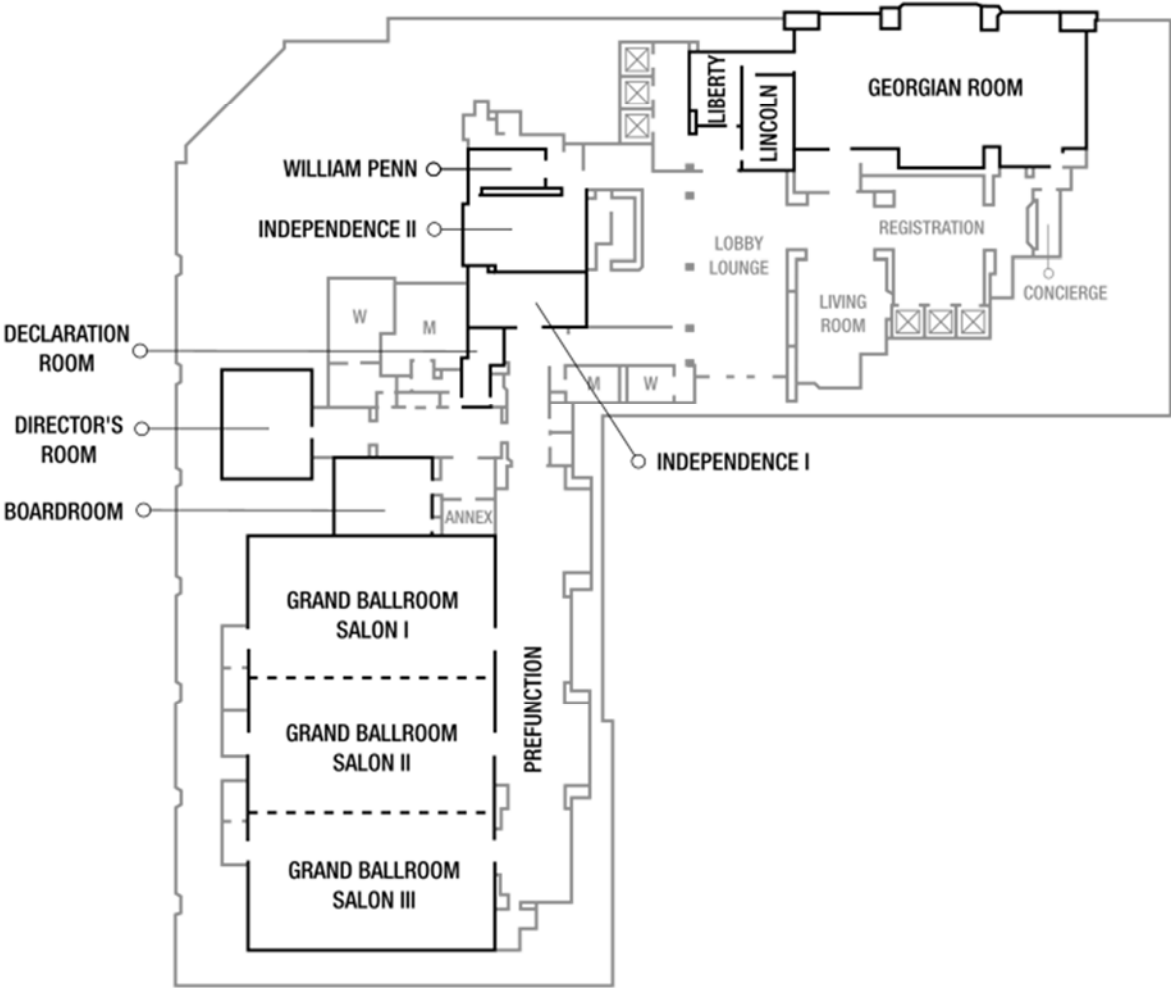 GEORGIAN ROOM
LIBERTY
LINCOLN
WILLIAM PENN
INDEPENDENCE II
REGISTRATION
LOBBY
LOUNGE
CONCIERGE
LIVING
ROOM
W
M
DECLARATION
ROOM
M
W
DIRECTOR'S
ROOM
INDEPENDENCE I
BOARDROOM
ANNEX
GRAND BALLROOM
SALON I
PREFUNCTION
GRAND BALLROOM
SALON II
GRAND BALLROOM
SALON III